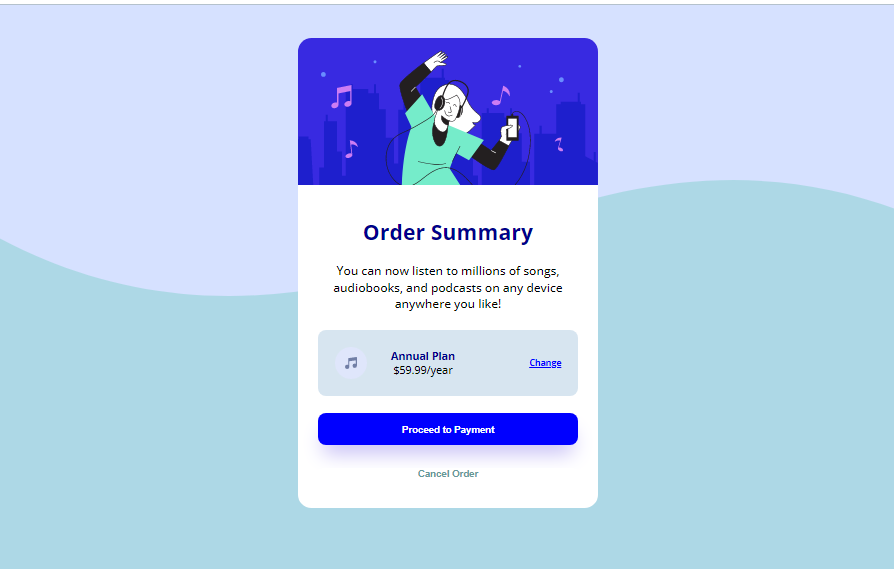 Order Summary
You can now listen to millions of songs,
audiobooks, and podcasts on any device
anywhere you like!
Annual Plan
$59.99/year
Change
Proceed to Payment
Cancel Order